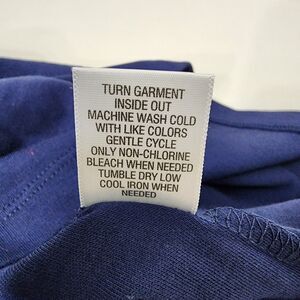 TURN GARMENT
INSIDE OUT
MACHINE WASH COLD
WITH LIKE COLORS
GENTLE CYCLE
ONLY NON-CHLORINE
BLEACH WHEN NEEDED
TUMBLE DRY LOW
COOL IRON WHEN
NEEDED